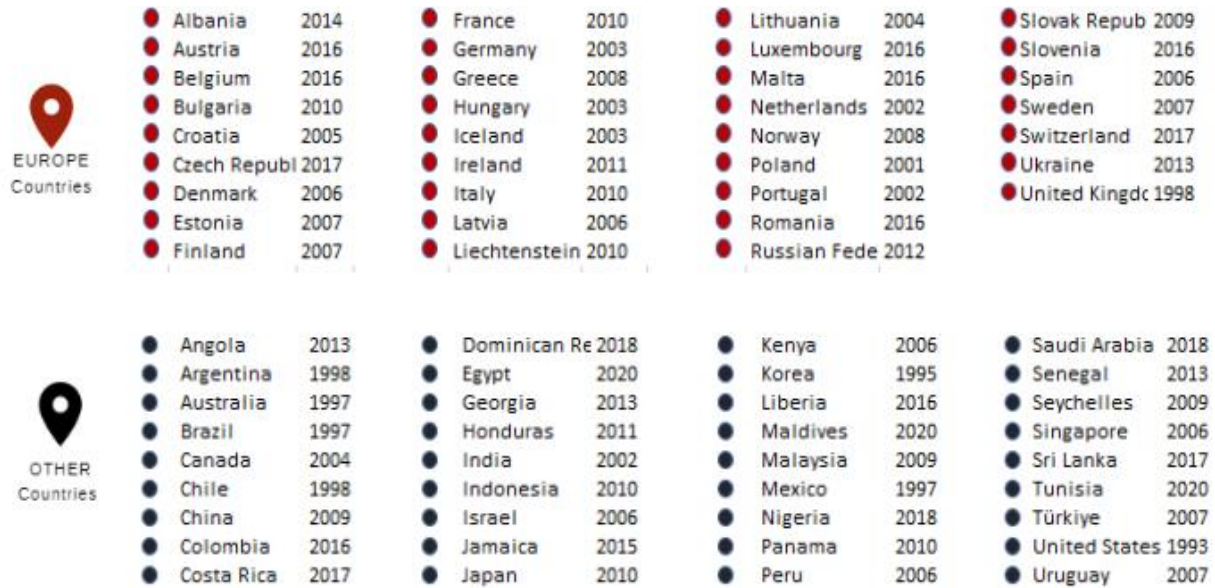 Albania 2014 France 2010 Lithuania 2004 Slovak Repub 2009
Austria 2016 Germany 2003 Luxembourg 2016 Slovenia 2016
Belgium 2016 Greece 2008 Malta 2016 Spain 2006
Bulgaria 2010 Hungary 2003 Netherlands 2002 Sweden 2007
Croatia 2005 Iceland 2003 Norway 2008 Switzerland 2017
EUROPE
Countries
Czech Republ 2017 Ireland 2011 Poland 2001 Ukraine 2013
Denmark 2006 Italy 2010 Portugal 2002 United Kingdc 1998
Estonia 2007 Latvia 2006 Romania 2016
Finland 2007 Liechtenstein 2010 Russian Fede 2012
Angola 2013 Dominican Re 2018 Kenya 2006 Saudi Arabia 2018
Argentina 1998 Egypt 2020 Korea 1995 Senegal 2013
Australia 1997 Georgia 2013 Liberia 2016 Seychelles 2009
Brazil 1997 Honduras 2011 Maldives 2020 Singapore 2006
Canada 2004 India 2002 Malaysia 2009 Sri Lanka 2017
OTHER
Countries
Chile 1998 Indonesia 2010 Mexico 1997 Tunisia 2020
China 2009 Israel 2006 Nigeria 2018 Türkiye 2007
Colombia 2016 Jamaica 2015 Panama 2010 United States 1993
Costa Rica 2017 Japan 2010 Peru 2006 Uruguay 2007